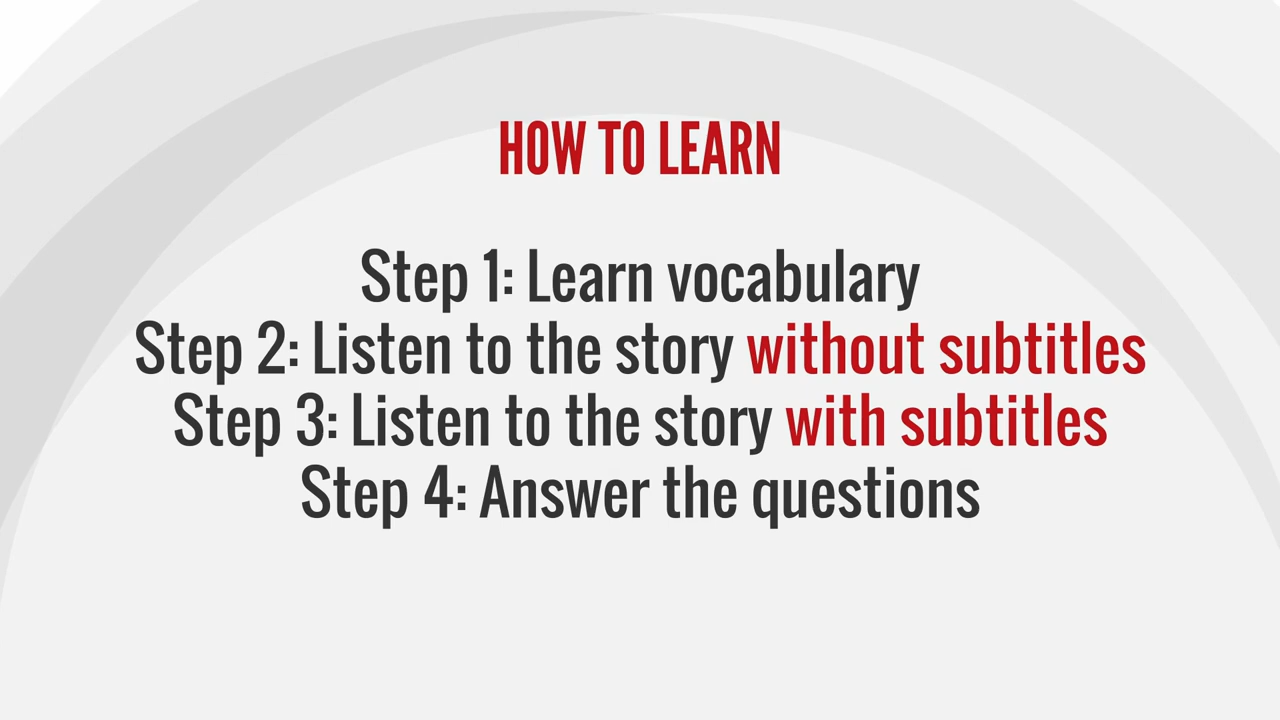 HOW TO LEARN
Step 1: Learn vocabulary
Step 2: Listen to the story without subtitles
Step 3: Listen to the story with subtitles
Step 4: Answer the questions